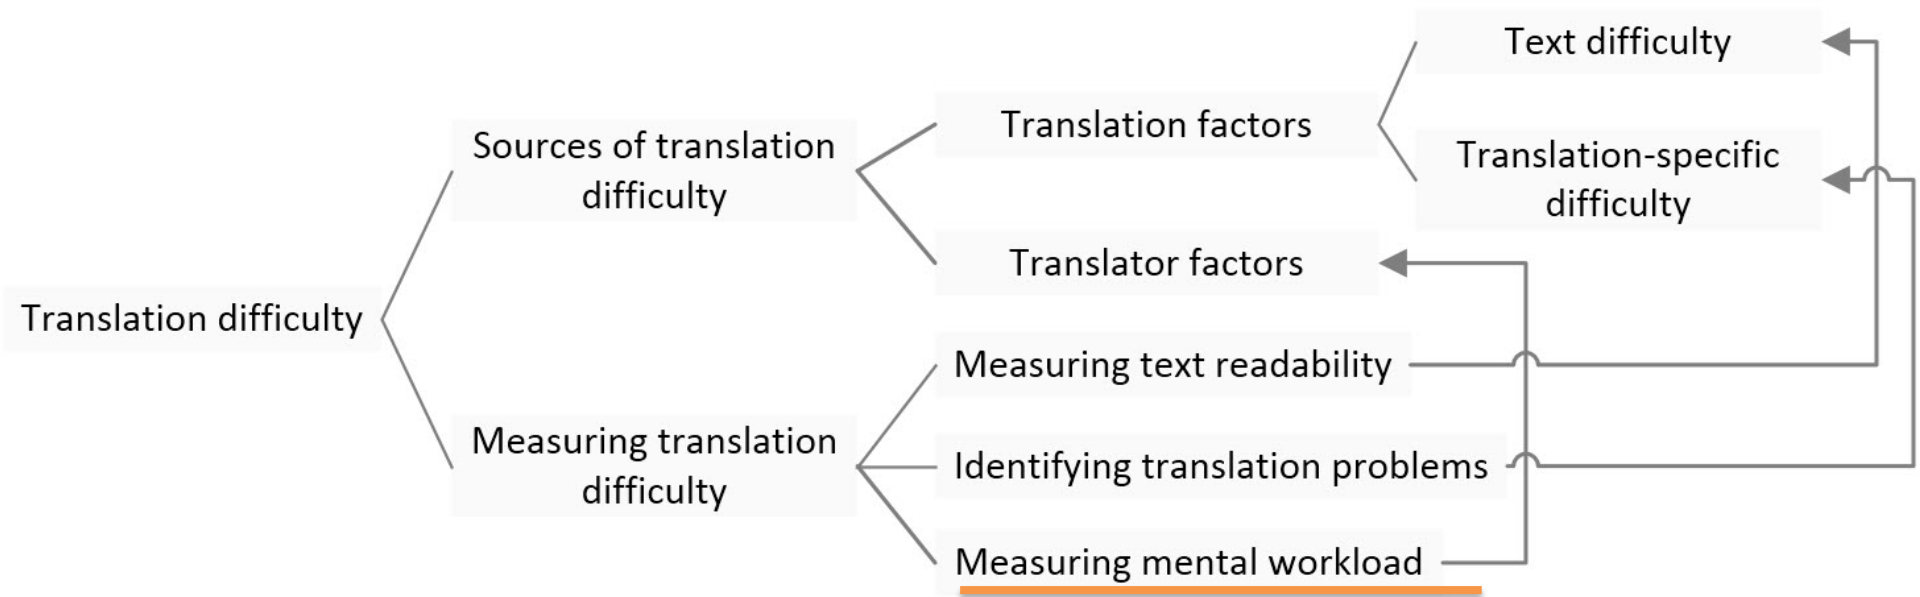 Text difficulty
Translation factors
Sources of translation
difficulty
Translation-specific
difficulty
Translator factors
Translation difficulty
Measuring text readability
Measuring translation
difficulty
Identifying translation problems
Measuring mental workload